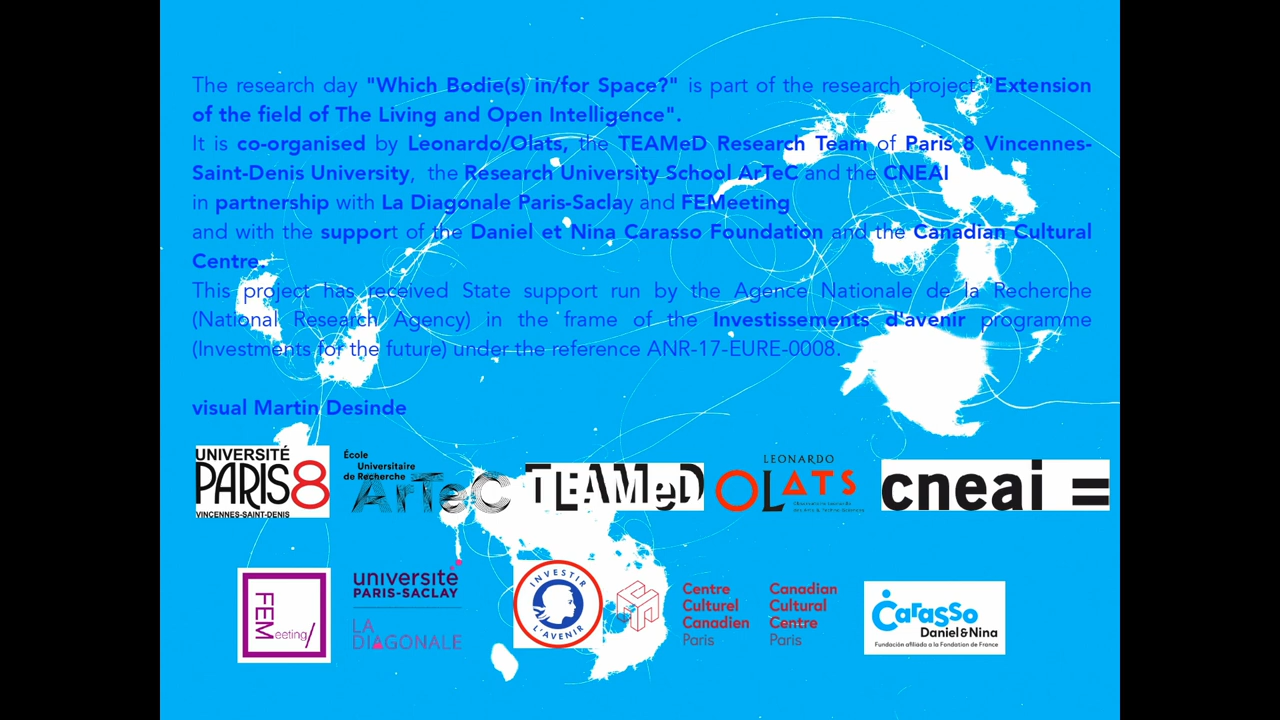 The research day "Which Bodie(s) in/for Space?" is part of the research project "Extension
of the field of The Living and Open Intelligence".
It is co-organised by Leonardo/Olats, the TEAMeD Research Team of Paris 8 Vincennes-
Saint-Denis University, the Research University School ArTeC and the CNEAI
in partnership with La Diagonale Paris-Saclay and FEMeeting
and with the support of the Daniel et Nina Carasso Foundation and the Canadian Cultural
Centre.
This project has received State support run by the Agence Nationale de la Recherche
(National Research Agency) in the frame of the Investissements d'avenir programme
(Investments for the future) under the reference ANR-17-EURE-0008.
visual Martin Desinde
UNIVERSITÉ
PARIS8
VINCENNES-SAINT-DENIS
École
Universitaire
de Recherche
ArTeC
TEAMeD
LEONARDO
OLATS
cneai =
FEMeeting/
université
PARIS-SACLAY
LA
DIAGONALE
INVESTIR
L'AVENIR
Centre
Culturel
Canadien
Paris
Canadian
Cultural
Centre
Paris
Carasso
Daniel&Nina
Fundación afiliada a la Fondation de France